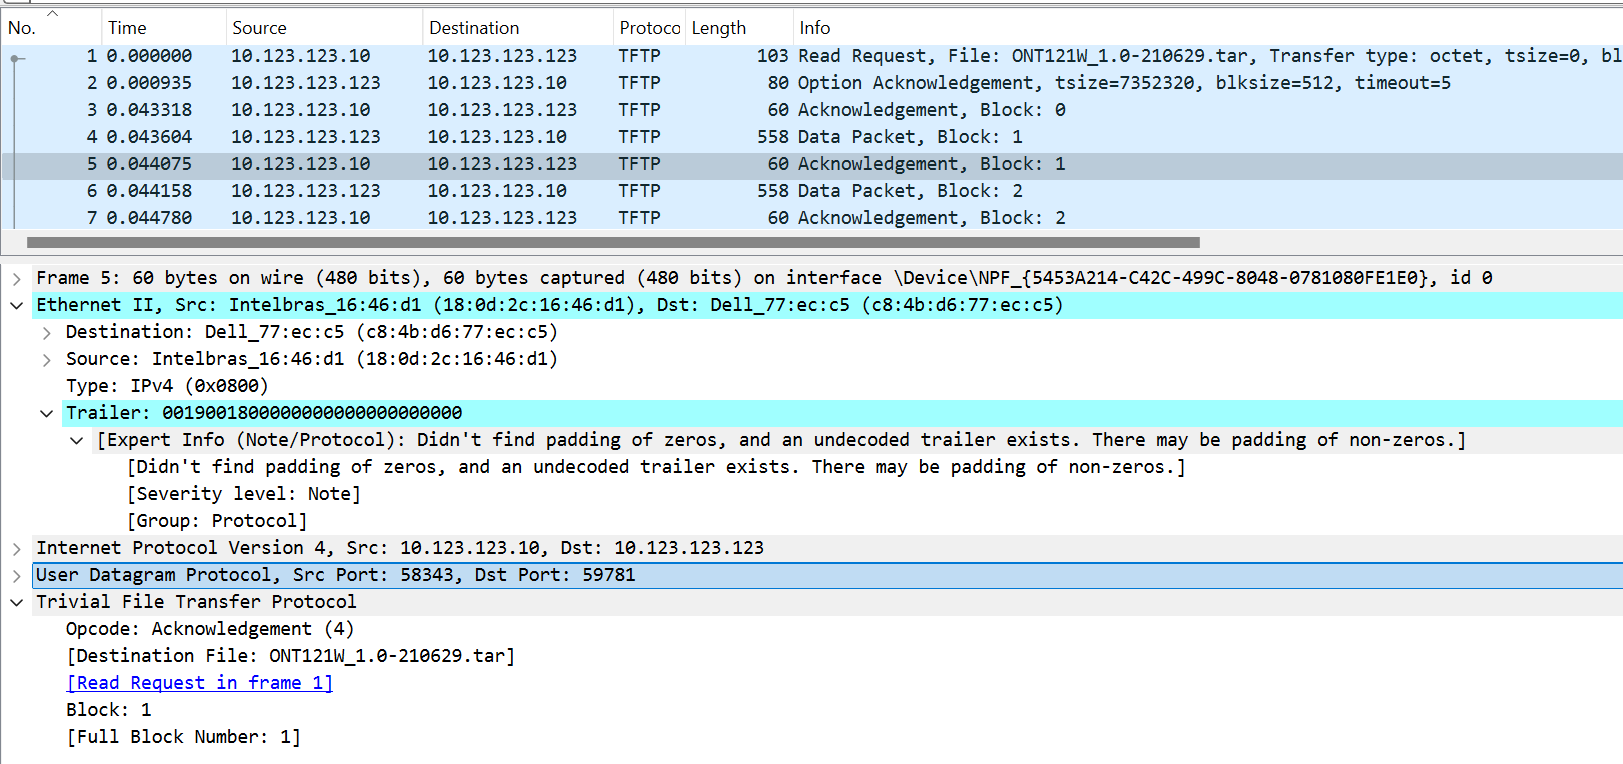 No. Time Source Destination Protoco Length Info
1 0.000000 10.123.123.10 10.123.123.123 TFTP 103 Read Request, File: ONT121W_1.0-210629.tar, Transfer type: octet, tsize=0, bl
2 0.000935 10.123.123.123 10.123.123.10 TFTP 80 Option Acknowledgement, tsize=7352320, blksize=512, timeout=5
3 0.043318 10.123.123.10 10.123.123.123 TFTP 60 Acknowledgement, Block: 0
4 0.043604 10.123.123.123 10.123.123.10 TFTP 558 Data Packet, Block: 1
5 0.044075 10.123.123.10 10.123.123.123 TFTP 60 Acknowledgement, Block: 1
6 0.044158 10.123.123.123 10.123.123.10 TFTP 558 Data Packet, Block: 2
7 0.044780 10.123.123.10 10.123.123.123 TFTP 60 Acknowledgement, Block: 2
Frame 5: 60 bytes on wire (480 bits), 60 bytes captured (480 bits) on interface \Device\NPF_{5453A214-C42C-499C-8048-0781080FE1E0}, id 0
Ethernet II, Src: Intelbras_16:46:d1 (18:0d:2c:16:46:d1), Dst: Dell_77:ec:c5 (c8:4b:d6:77:ec:c5)
Destination: Dell_77:ec:c5 (c8:4b:d6:77:ec:c5)
Source: Intelbras_16:46:d1 (18:0d:2c:16:46:d1)
Type: IPv4 (0x0800)
Trailer: 0019001800000000000000000000
[Expert Info (Note/Protocol): Didn't find padding of zeros, and an undecoded trailer exists. There may be padding of non-zeros.]
[Didn't find padding of zeros, and an undecoded trailer exists. There may be padding of non-zeros.]
[Severity level: Note]
[Group: Protocol]
Internet Protocol Version 4, Src: 10.123.123.10, Dst: 10.123.123.123
User Datagram Protocol, Src Port: 58343, Dst Port: 59781
Trivial File Transfer Protocol
Opcode: Acknowledgement (4)
[Destination File: ONT121W_1.0-210629.tar]
[Read Request in frame 1]
Block: 1
[Full Block Number: 1]